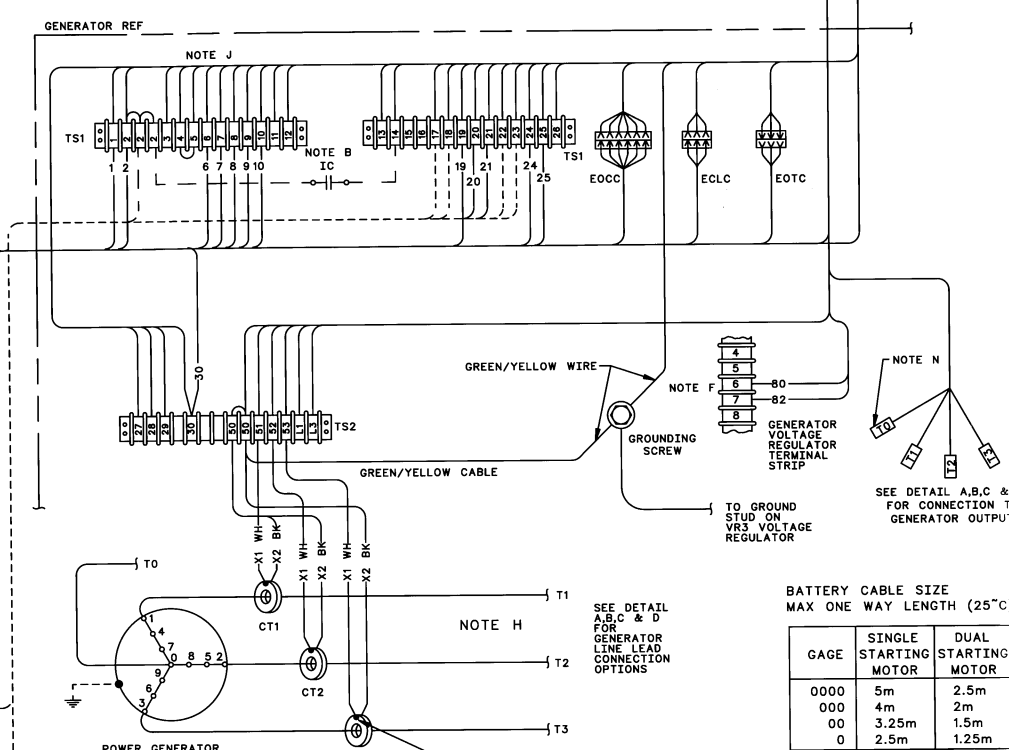 GENERATOR REF
NOTE J
TS1
1 2 2 2 3 4 5 6 7 8 9 10 11 12
13 14 15 16 17 18 19 20 21 22 23 24 25 26
TS1
1 2
6 7 8 9 10
NOTE B
IC
19 20 21
24 25
EOCC
ECLC
EOTC
30
GREEN/YELLOW WIRE
NOTE F
4
5
6
7
8
80
82
NOTE N
GENERATOR
VOLTAGE
REGULATOR
TERMINAL
STRIP
T0
T1
T2
T3
27 28 29 30 50 50 51 52 53 L1 L3
TS2
GROUNDING
SCREW
GREEN/YELLOW CABLE
SEE DETAIL A,B,C &
FOR CONNECTION T
GENERATOR OUTPU
TO GROUND
STUD ON
VR3 VOLTAGE
REGULATOR
X1 WH
X2 BK
X1 WH
X2 BK
X1 WH
X2 BK
T0
T1
CT1
NOTE H
SEE DETAIL
A,B,C & D
FOR
GENERATOR
LINE LEAD
CONNECTION
OPTIONS
T2
CT2
T3
1
4
7
0 8 5 2
9
6
3
POWER GENERATOR
BATTERY CABLE SIZE
MAX ONE WAY LENGTH (25~C
GAGE SINGLE STARTING MOTOR DUAL STARTING MOTOR
0000 5m 2.5m
000 4m 2m
00 3.25m 1.5m
0 2.5m 1.25m